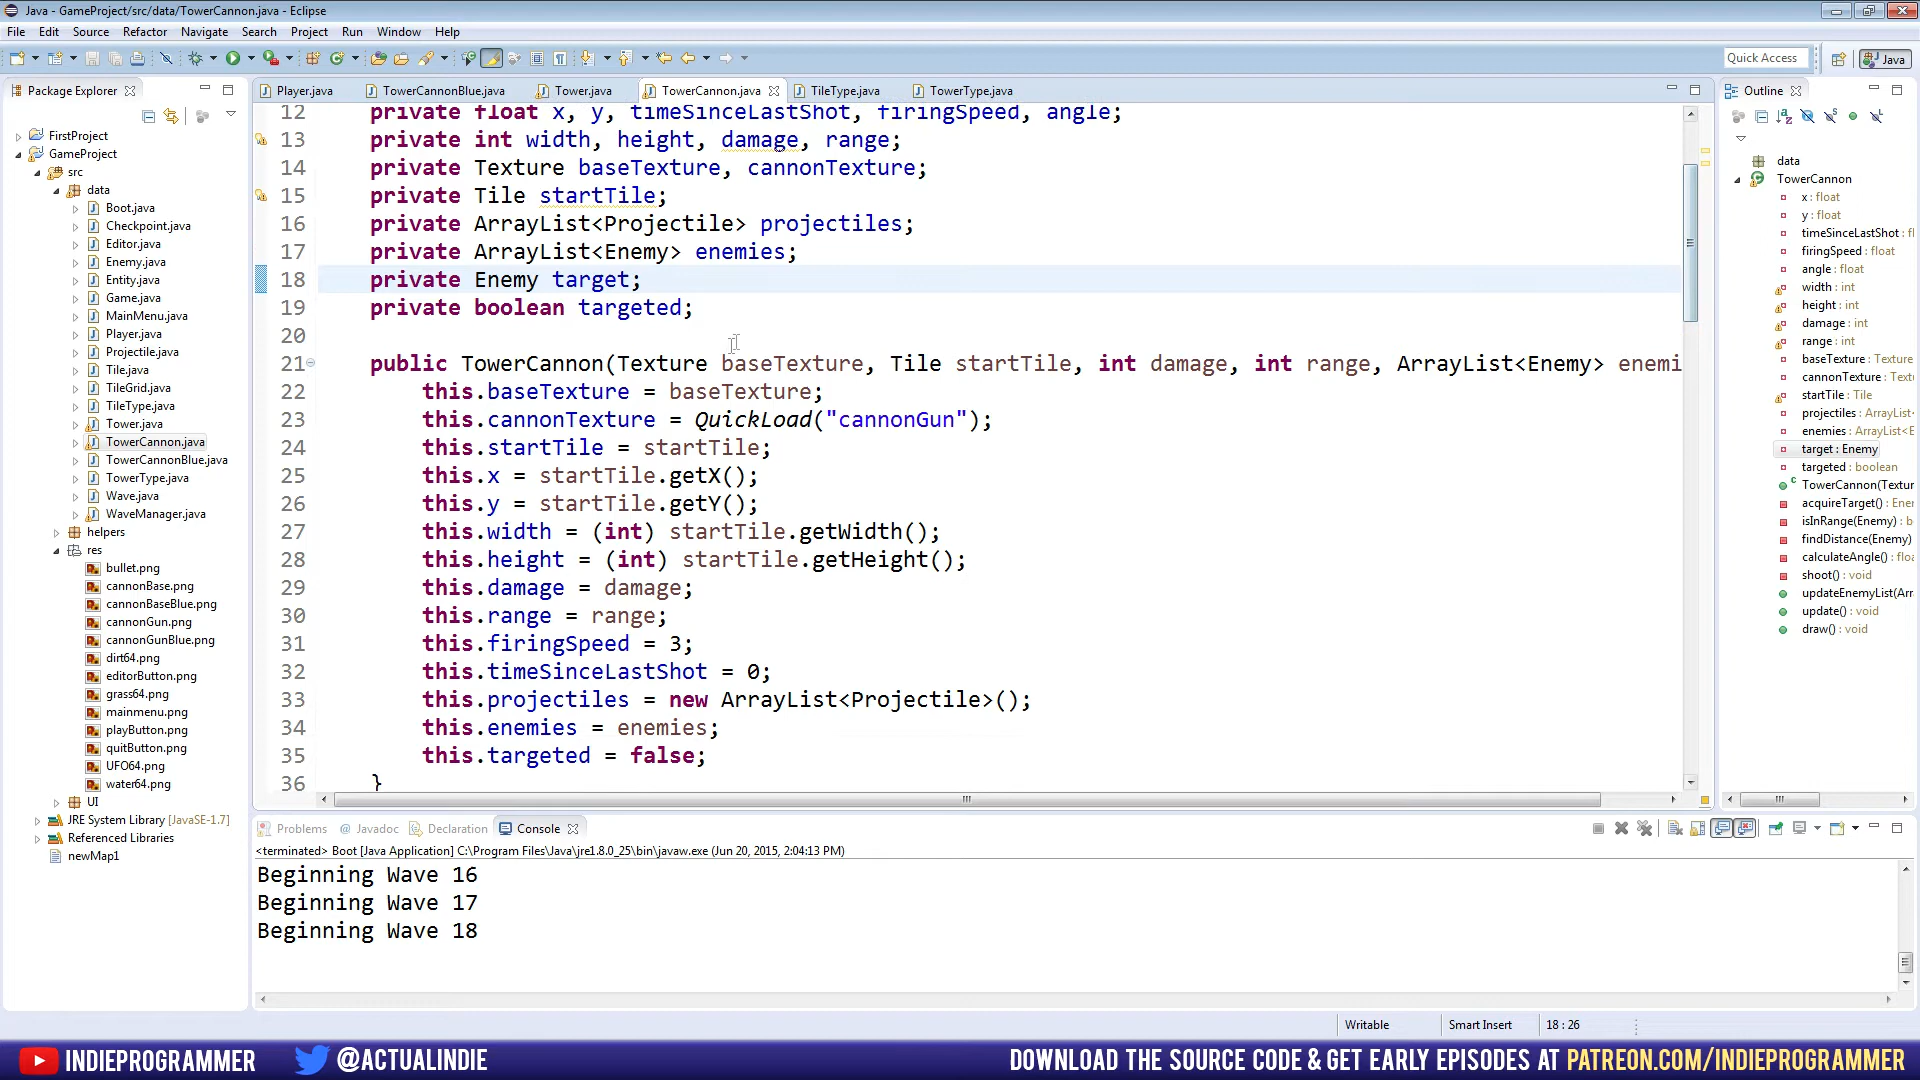 Java - GameProject/src/data/TowerCannon.java - Eclipse
File Edit Source Refactor Navigate Search Project Run Window Help
Quick Access
Java
Package Explorer
FirstProject
GameProject
src
data
Boot.java
Checkpoint.java
Editor.java
Enemy.java
Entity.java
Game.java
MainMenu.java
Player.java
Projectile.java
Tile.java
TileGrid.java
TileType.java
Tower.java
TowerCannon.java
TowerCannonBlue.java
TowerType.java
Wave.java
WaveManager.java
helpers
res
bullet.png
cannonBase.png
cannonBaseBlue.png
cannonGun.png
cannonGunBlue.png
dirt64.png
editorButton.png
grass64.png
mainmenu.png
playButton.png
quitButton.png
UFO64.png
water64.png
UI
JRE System Library [JavaSE-1.7]
Referenced Libraries
newMap1
Player.java TowerCannonBlue.java Tower.java TowerCannon.java TileType.java TowerType.java
12 private float x, y, timeSinceLastShot, firingSpeed, angle;
13 private int width, height, damage, range;
14 private Texture baseTexture, cannonTexture;
15 private Tile startTile;
16 private ArrayList<Projectile> projectiles;
17 private ArrayList<Enemy> enemies;
18 private Enemy target;
19 private boolean targeted;
20
21 public TowerCannon(Texture baseTexture, Tile startTile, int damage, int range, ArrayList<Enemy> enemi
22 this.baseTexture = baseTexture;
23 this.cannonTexture = QuickLoad("cannonGun");
24 this.startTile = startTile;
25 this.x = startTile.getX();
26 this.y = startTile.getY();
27 this.width = (int) startTile.getWidth();
28 this.height = (int) startTile.getHeight();
29 this.damage = damage;
30 this.range = range;
31 this.firingSpeed = 3;
32 this.timeSinceLastShot = 0;
33 this.projectiles = new ArrayList<Projectile>();
34 this.enemies = enemies;
35 this.targeted = false;
36 }
Outline
data
TowerCannon
x : float
y : float
timeSinceLastShot : fl
firingSpeed : float
angle : float
width : int
height : int
damage : int
range : int
baseTexture : Texture
cannonTexture : Textu
startTile : Tile
projectiles : ArrayList<
enemies : ArrayList<E
target : Enemy
targeted : boolean
TowerCannon(Textur
acquireTarget() : Ene
isInRange(Enemy) : b
findDistance(Enemy)
calculateAngle() : floa
shoot() : void
updateEnemyList(Arr
update() : void
draw() : void
Problems Javadoc Declaration Console
<terminated> Boot [Java Application] C:\Program Files\Java\jre1.8.0_25\bin\javaw.exe (Jun 20, 2015, 2:04:13 PM)
Beginning Wave 16
Beginning Wave 17
Beginning Wave 18
Writable Smart Insert 18 : 26
INDIEPROGRAMMER @ACTUALINDIE DOWNLOAD THE SOURCE CODE & GET EARLY EPISODES AT PATREON.COM/INDIEPROGRAMMER